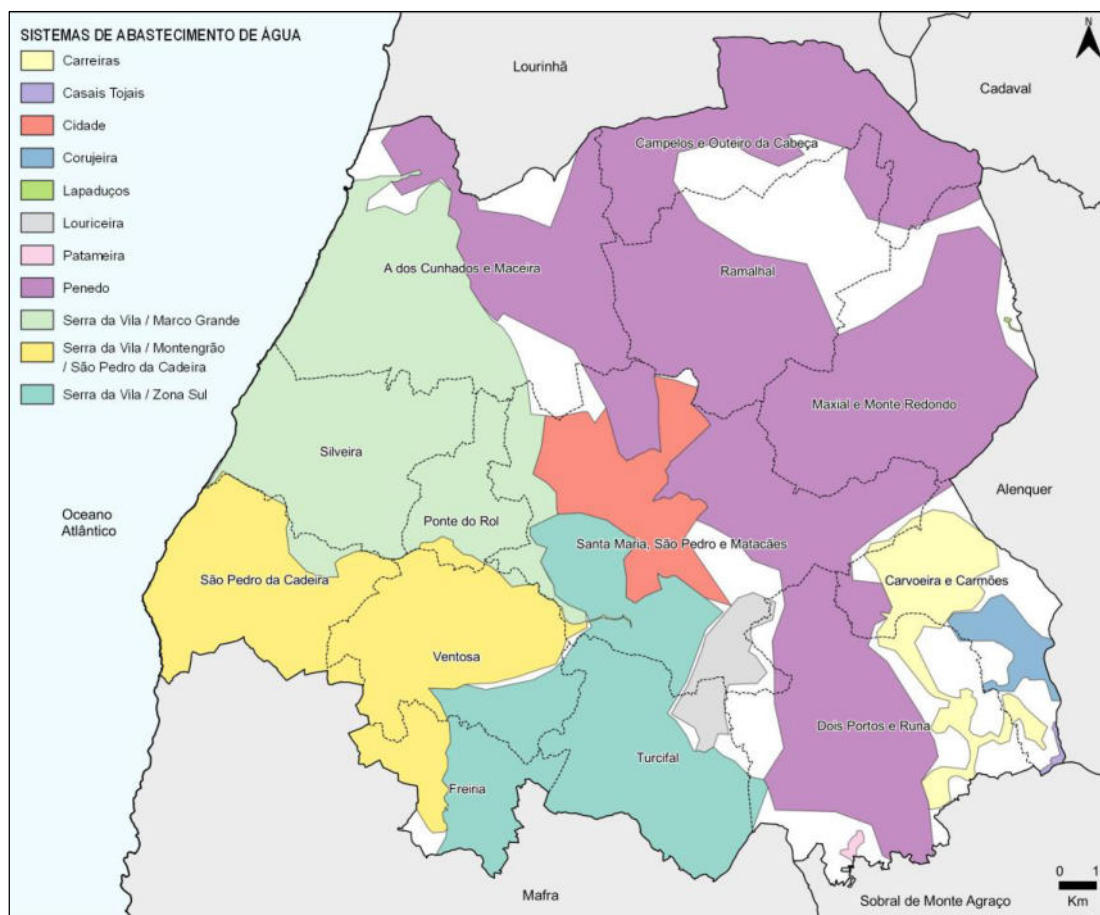 SISTEMAS DE ABASTECIMENTO DE ÁGUA
Carreiras
Casais Tojais
Cidade
Corujeira
Lapaduços
Louriceira
Patameira
Penedo
Serra da Vila / Marco Grande
Serra da Vila / Montengrão
/ São Pedro da Cadeira
Serra da Vila / Zona Sul
N
Lourinhã
Cadaval
Campelos e Outeiro da Cabeça
A dos Cunhados e Maceira
Ramalhal
Maxial e Monte Redondo
Silveira
Alenquer
Oceano
Atlântico
Ponte do Rol
Santa Maria, São Pedro e Matacães
São Pedro da Cadeira
Carvoeira e Carmões
Ventosa
Dois Portos e Runa
Turcifal
Freiria
Mafra
Sobral de Monte Agraço
0 1
Km